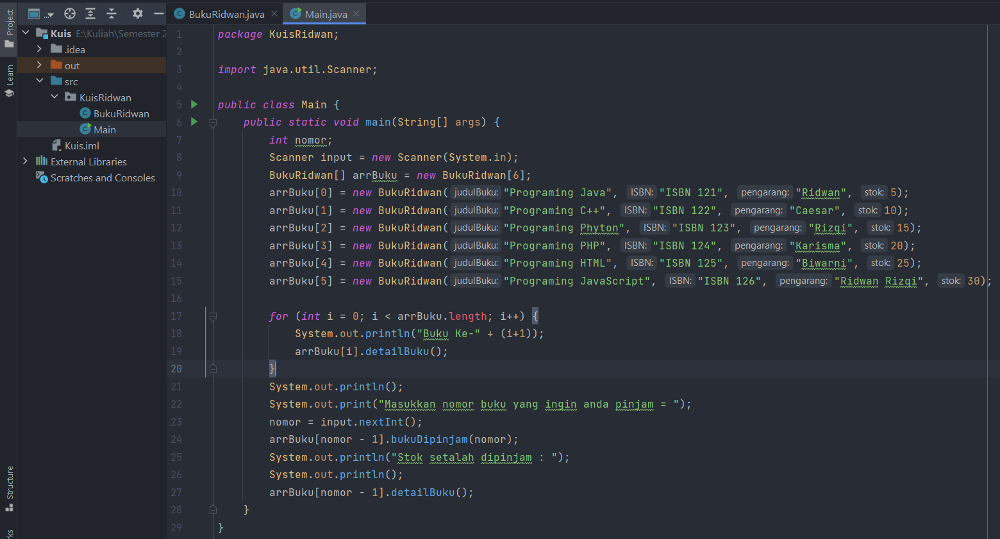 Project
Learn
Structure
...
Kuis E:\Kuliah\Semester 2
.idea
out
src
KuisRidwan
BukuRidwan
Main
Kuis.iml
External Libraries
Scratches and Consoles
BukuRidwan.java
Main.java
1 package KuisRidwan;
2
3 import java.util.Scanner;
4
5 public class Main {
6 public static void main(String[] args) {
7 int nomor;
8 Scanner input = new Scanner(System.in);
9 BukuRidwan[] arrBuku = new BukuRidwan[6];
10 arrBuku[0] = new BukuRidwan( judulBuku: "Programing Java", ISBN: "ISBN 121", pengarang: "Ridwan", stok: 5);
11 arrBuku[1] = new BukuRidwan( judulBuku: "Programing C++", ISBN: "ISBN 122", pengarang: "Caesar", stok: 10);
12 arrBuku[2] = new BukuRidwan( judulBuku: "Programing Phyton", ISBN: "ISBN 123", pengarang: "Rizqi", stok: 15);
13 arrBuku[3] = new BukuRidwan( judulBuku: "Programing PHP", ISBN: "ISBN 124", pengarang: "Karisma", stok: 20);
14 arrBuku[4] = new BukuRidwan( judulBuku: "Programing HTML", ISBN: "ISBN 125", pengarang: "Biwarni", stok: 25);
15 arrBuku[5] = new BukuRidwan( judulBuku: "Programing JavaScript", ISBN: "ISBN 126", pengarang: "Ridwan Rizqi", stok: 30);
16
17 for (int i = 0; i < arrBuku.length; i++) {
18 System.out.println("Buku Ke-" + (i+1));
19 arrBuku[i].detailBuku();
20 }
21 System.out.println();
22 System.out.print("Masukkan nomor buku yang ingin anda pinjam = ");
23 nomor = input.nextInt();
24 arrBuku[nomor - 1].bukuDipinjam(nomor);
25 System.out.println("Stok setalah dipinjam : ");
26 System.out.println();
27 arrBuku[nomor - 1].detailBuku();
28 }
29 }